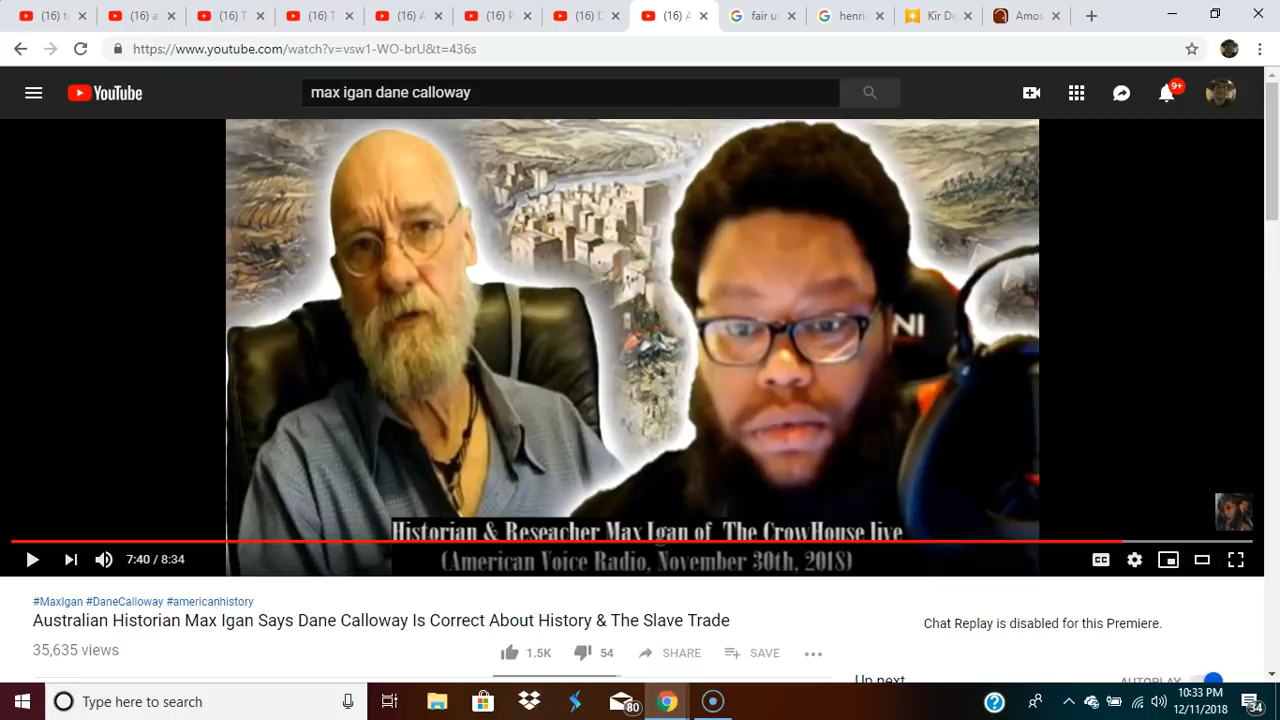 (16) t
(16) a
(16) T
(16) T
(16) A
(16) P
(16) D
(16) A
fair u
henri
Kir De
Amos
https://www.youtube.com/watch?v=vsw1-WO-brU&t=436s
YouTube
max igan dane calloway
9+
NI
Historian & Reseacher Max Igan of The CrowHouse live
(American Voice Radio, November 30th, 2018)
7:40 / 8:34
CC
#MaxIgan #DaneCalloway #americanhistory
Australian Historian Max Igan Says Dane Calloway Is Correct About History & The Slave Trade
Chat Replay is disabled for this Premiere.
35,635 views
1.5K
54
SHARE
SAVE
Up next
AUTOPLAY
Type here to search
80
10:33 PM
12/11/2018
34